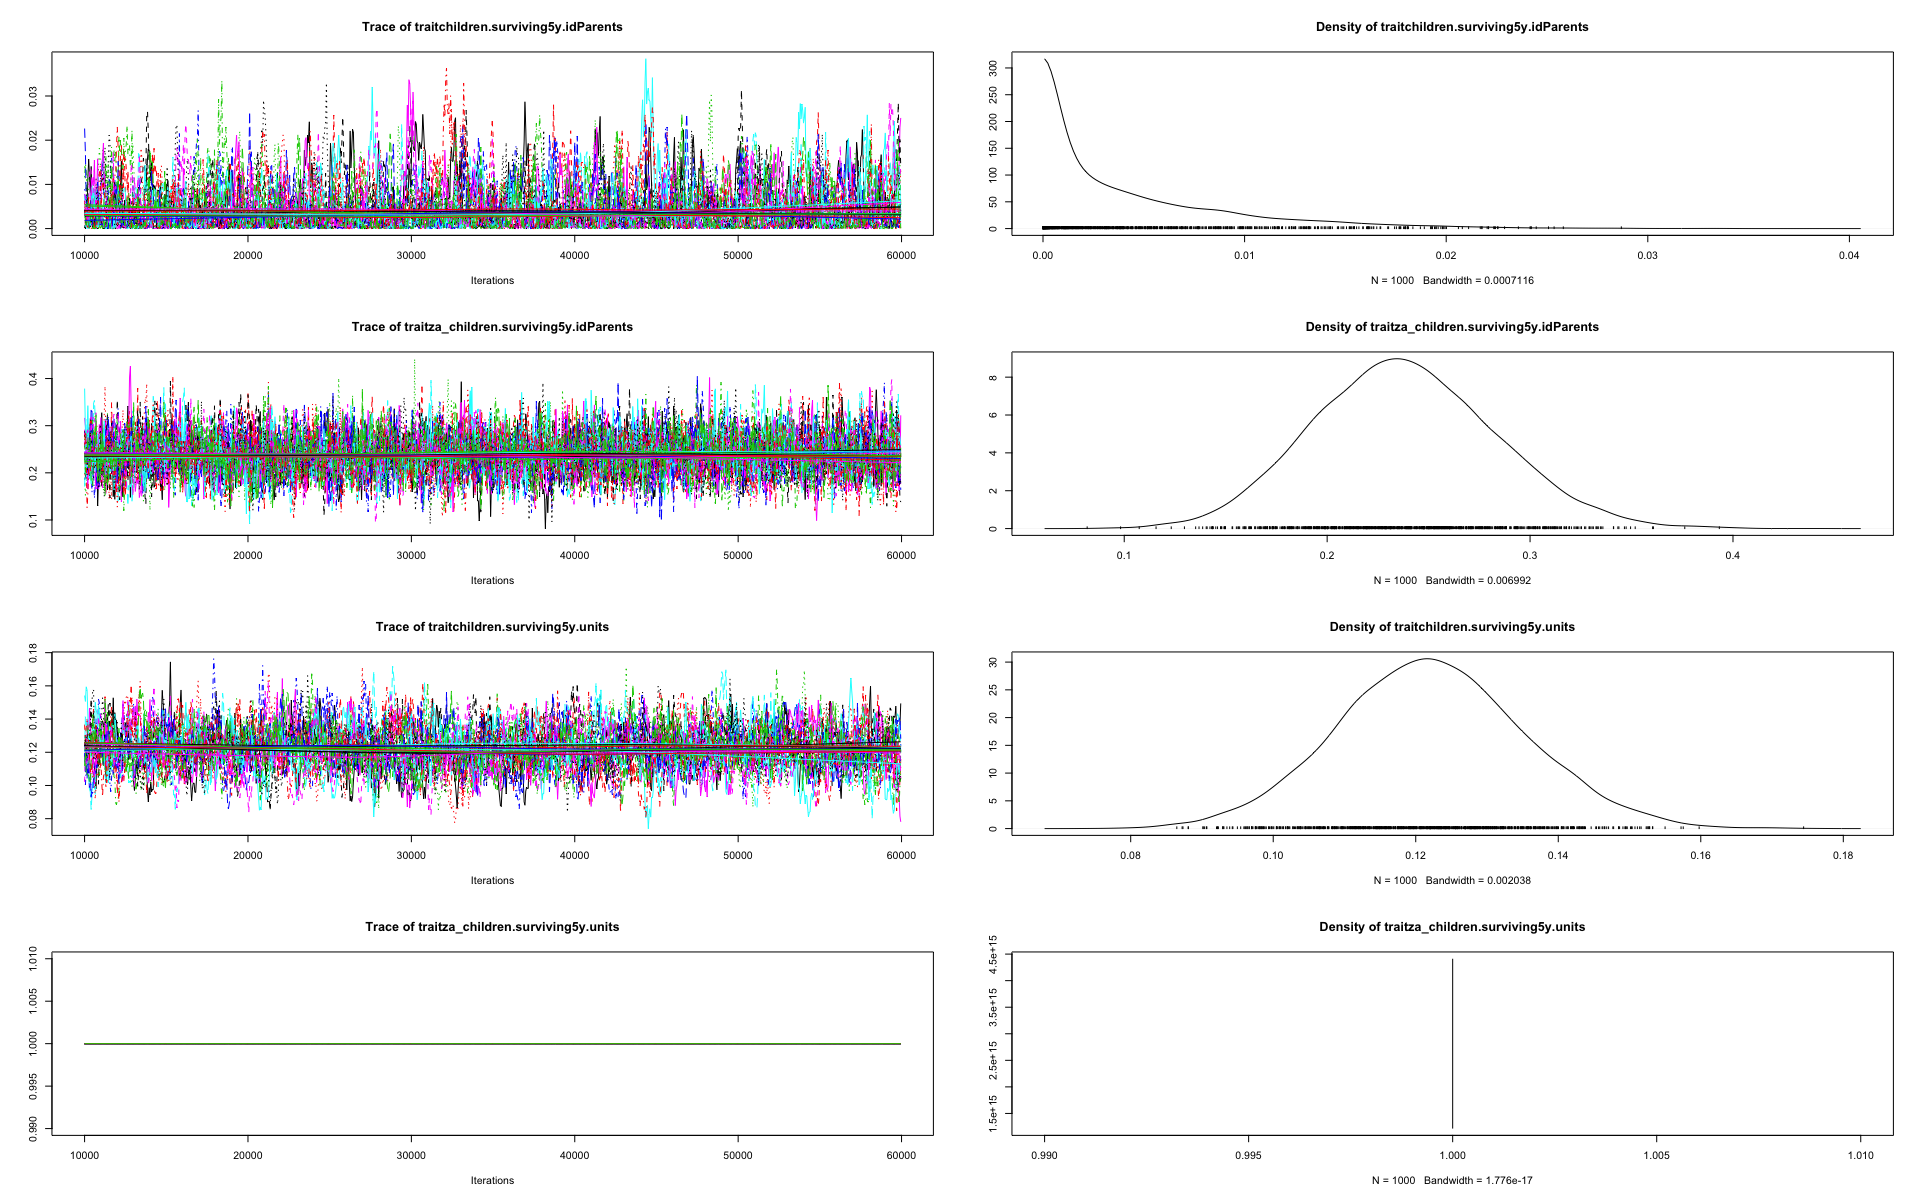 Trace of traitchildren.surviving5y.idParents
0.00 0.01 0.02 0.03
10000 20000 30000 40000 50000 60000
Iterations
Density of traitchildren.surviving5y.idParents
0 50 100 150 200 250 300
0.00 0.01 0.02 0.03 0.04
N = 1000 Bandwidth = 0.0007116
Trace of traitza_children.surviving5y.idParents
0.1 0.2 0.3 0.4
10000 20000 30000 40000 50000 60000
Iterations
Density of traitza_children.surviving5y.idParents
0 2 4 6 8
0.1 0.2 0.3 0.4
N = 1000 Bandwidth = 0.006992
Trace of traitchildren.surviving5y.units
0.08 0.10 0.12 0.14 0.16 0.18
10000 20000 30000 40000 50000 60000
Iterations
Density of traitchildren.surviving5y.units
0 5 10 15 20 25 30
0.08 0.10 0.12 0.14 0.16 0.18
N = 1000 Bandwidth = 0.002038
Trace of traitza_children.surviving5y.units
0.990 0.995 1.000 1.005 1.010
10000 20000 30000 40000 50000 60000
Iterations
Density of traitza_children.surviving5y.units
1.5e+15 2.5e+15 3.5e+15 4.5e+15
0.990 0.995 1.000 1.005 1.010
N = 1000 Bandwidth = 1.776e-17